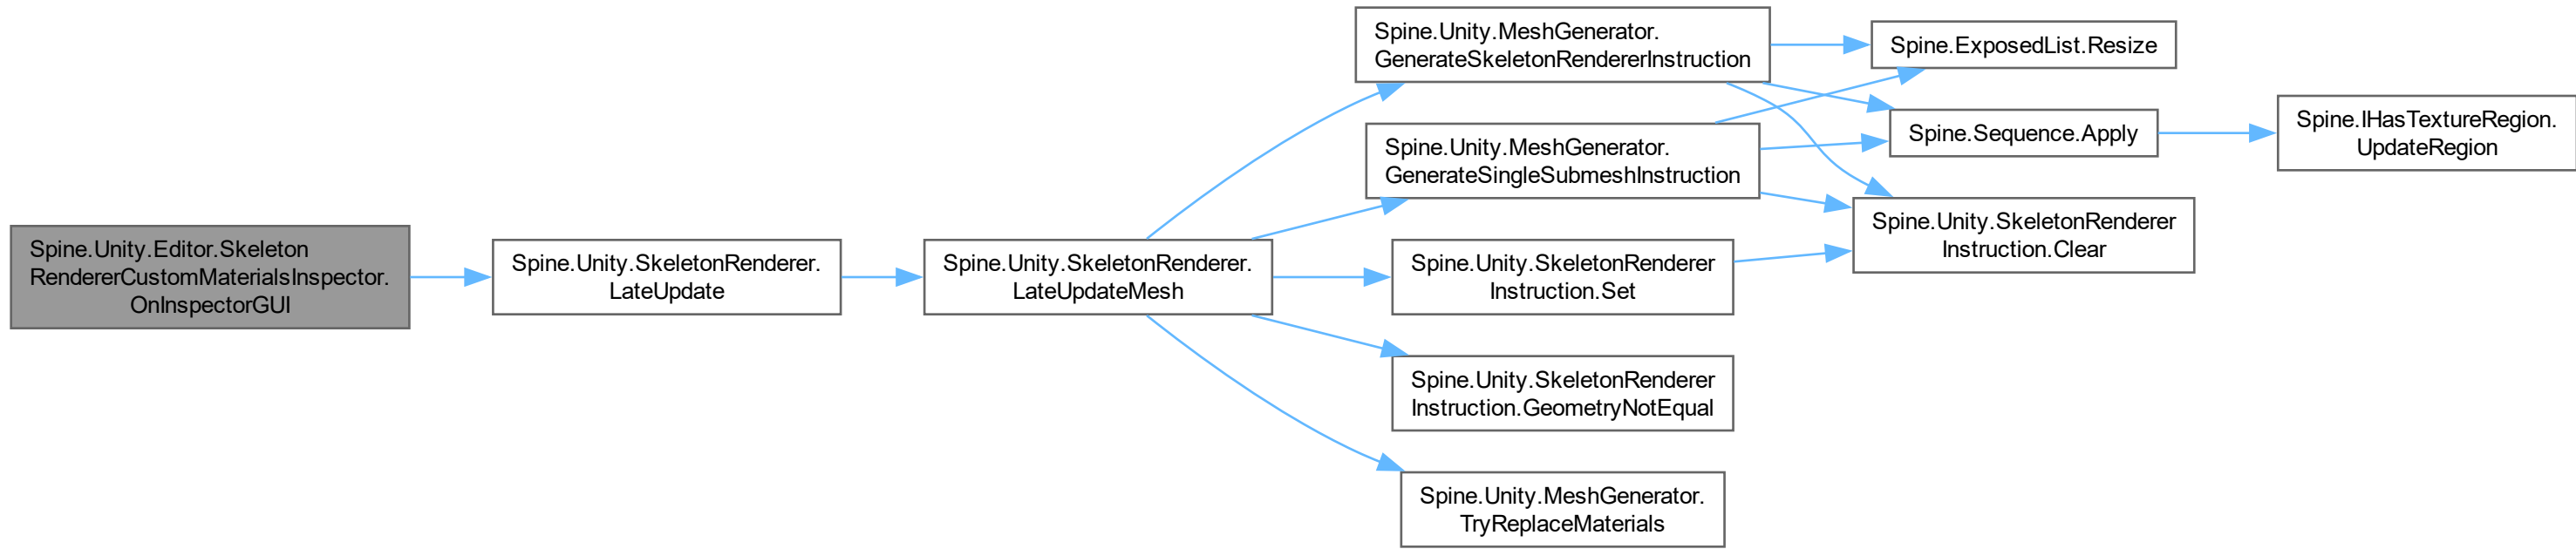 Spine.Unity.Editor.Skeleton
RendererCustomMaterialsInspector.
OnInspectorGUI
Spine.Unity.SkeletonRenderer.
LateUpdate
Spine.Unity.SkeletonRenderer.
LateUpdateMesh
Spine.Unity.MeshGenerator.
GenerateSkeletonRendererInstruction
Spine.Unity.MeshGenerator.
GenerateSingleSubmeshInstruction
Spine.Unity.SkeletonRenderer
Instruction.Set
Spine.Unity.SkeletonRenderer
Instruction.GeometryNotEqual
Spine.Unity.MeshGenerator.
TryReplaceMaterials
Spine.ExposedList.Resize
Spine.Sequence.Apply
Spine.Unity.SkeletonRenderer
Instruction.Clear
Spine.IHasTextureRegion.
UpdateRegion